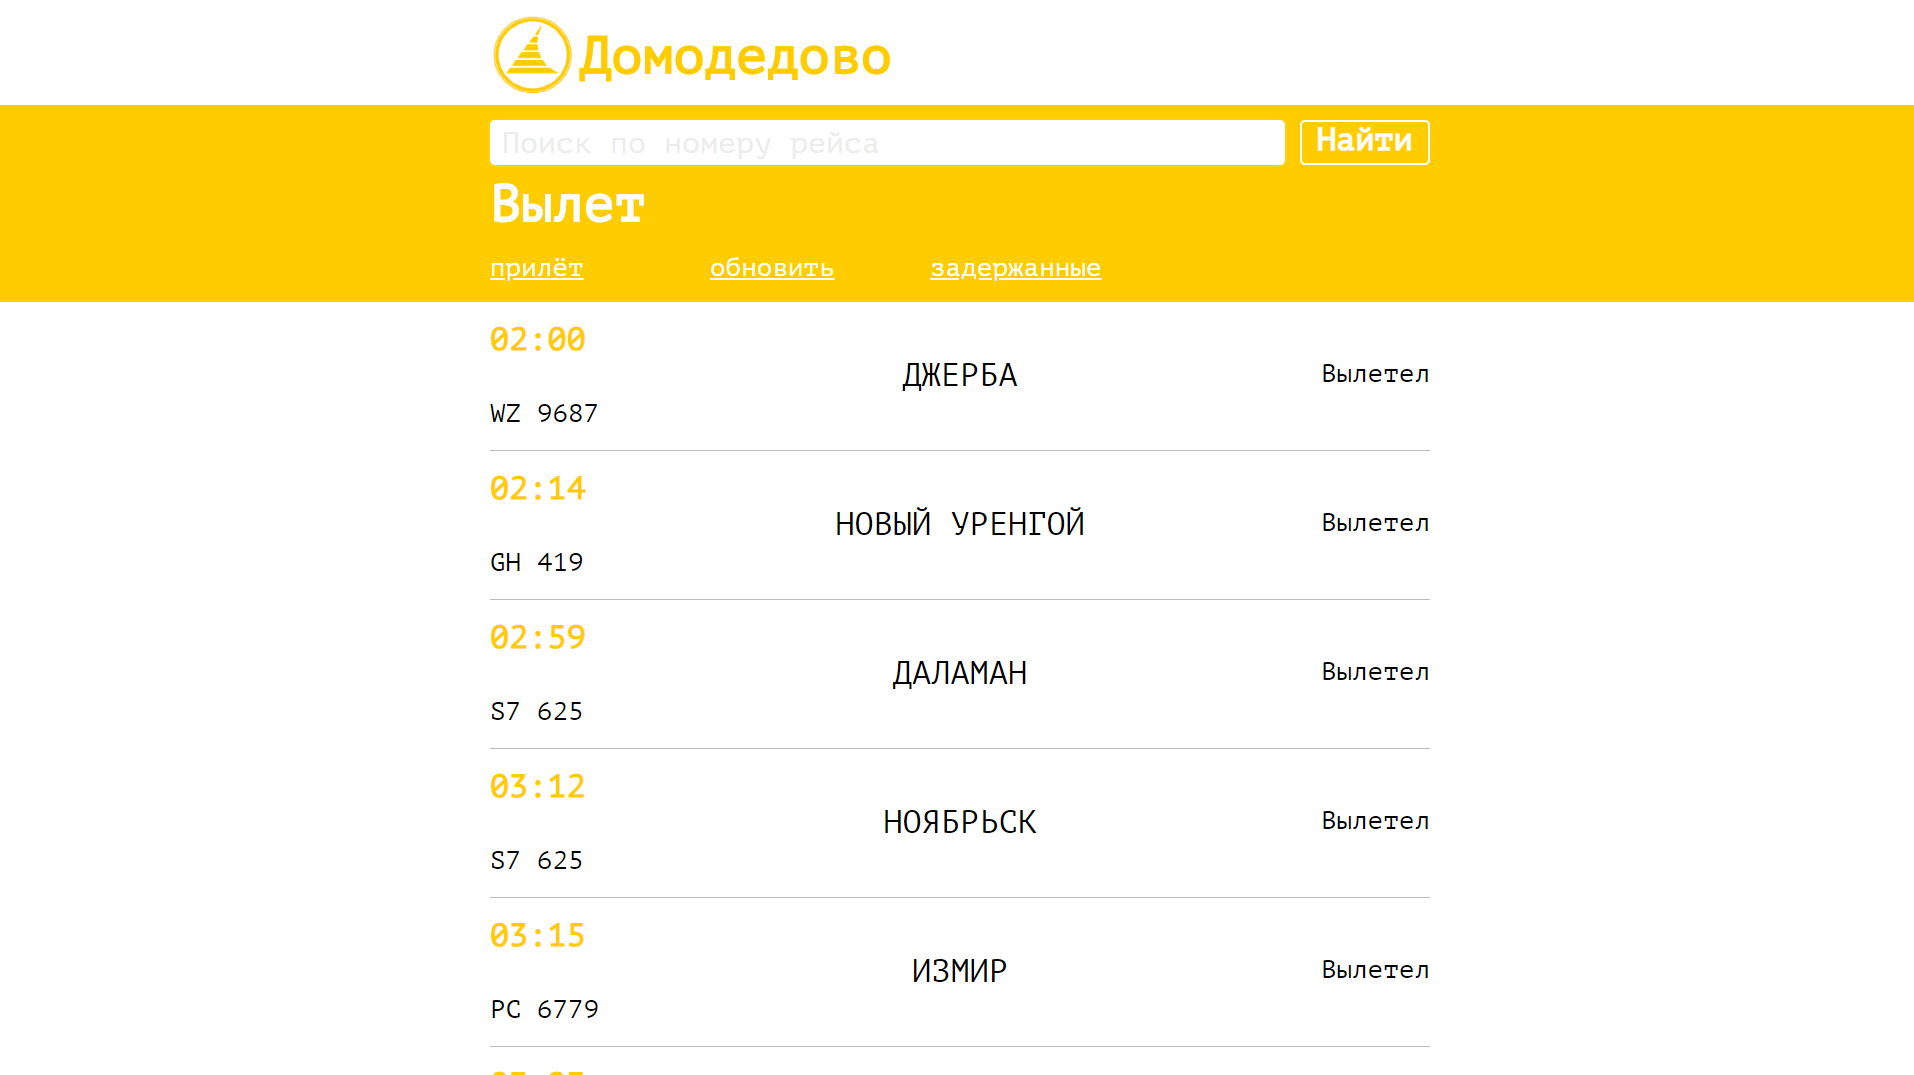 Домодедово
Поиск по номеру рейса
Найти
Вылет
прилёт обновить задержанные
02:00
ДЖЕРБА
Вылетел
WZ 9687
02:14
НОВЫЙ УРЕНГОЙ
Вылетел
GH 419
02:59
ДАЛАМАН
Вылетел
S7 625
03:12
НОЯБРЬСК
Вылетел
S7 625
03:15
ИЗМИР
Вылетел
PC 6779